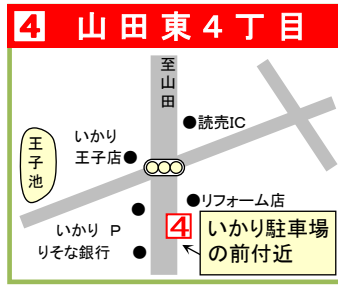 4 山田東4丁目
至山田
読売IC
いかり
王子店
王子池
リフォーム店
いかり P
りそな銀行
4
いかり駐車場
の前付近